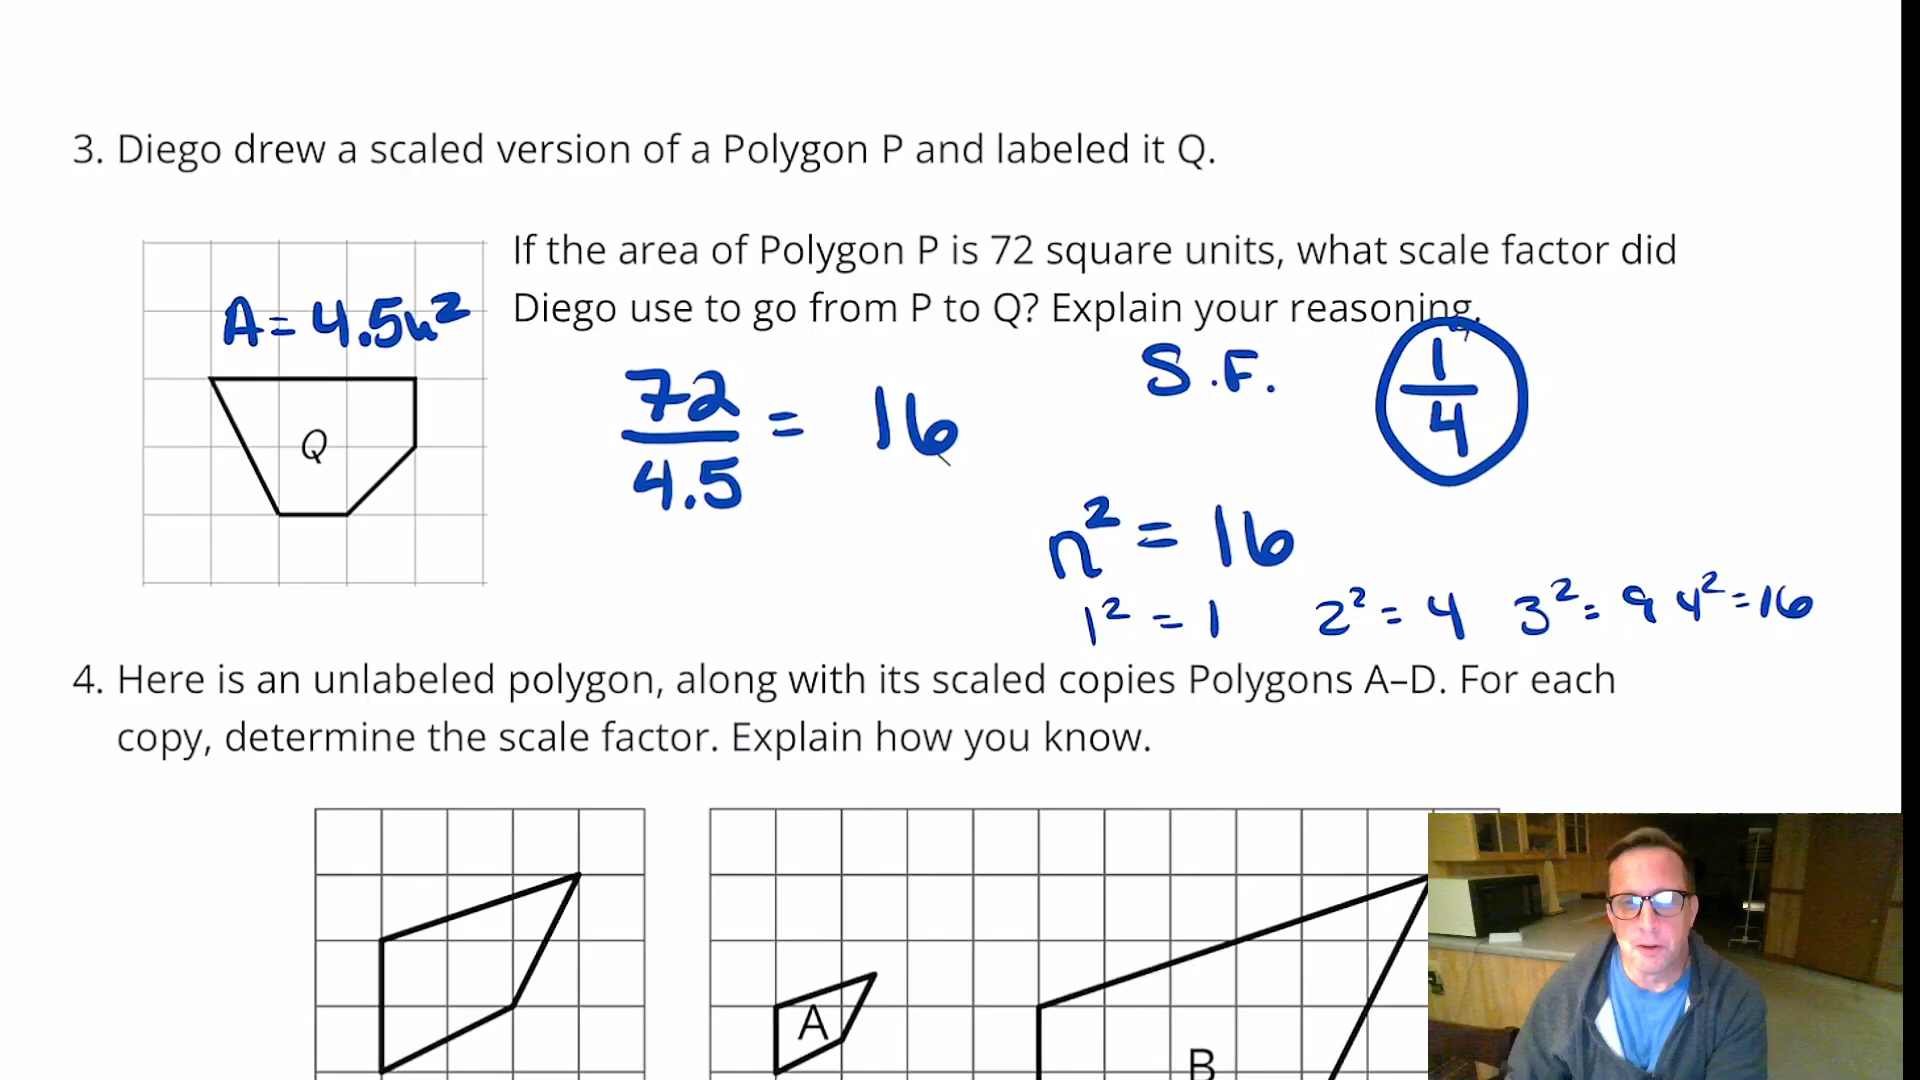 3. Diego drew a scaled version of a Polygon P and labeled it Q.
If the area of Polygon P is 72 square units, what scale factor did
Diego use to go from P to Q? Explain your reasoning.
A = 4.5u²
Q
72/4.5 = 16
S.F. 1/4
n² = 16
1² = 1 2² = 4 3² = 9 4² = 16
4. Here is an unlabeled polygon, along with its scaled copies Polygons A–D. For each
copy, determine the scale factor. Explain how you know.
A
B